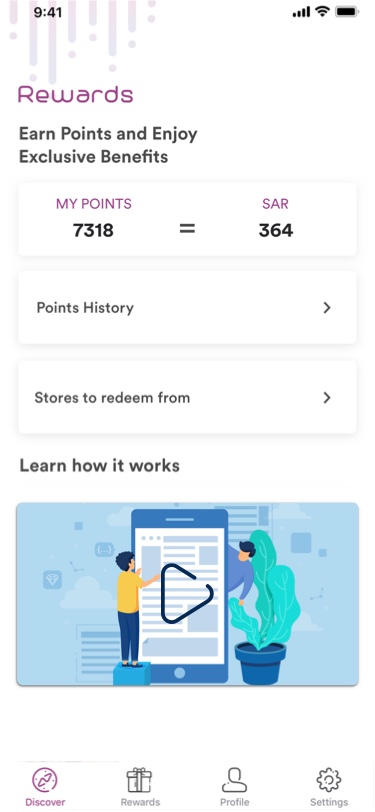 9:41
Rewards
Earn Points and Enjoy
Exclusive Benefits
MY POINTS SAR
7318 = 364
Points History
Stores to redeem from
Learn how it works
Discover Rewards Profile Settings